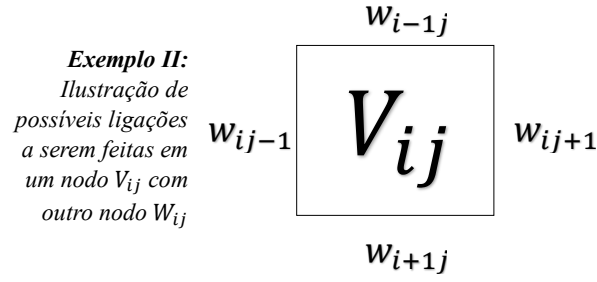 w_{i-1j}
Exemplo II:
Ilustração de
possíveis ligações
a serem feitas em
um nodo V_{ij} com
outro nodo W_{ij}
w_{ij-1}
V_{ij}
w_{ij+1}
w_{i+1j}